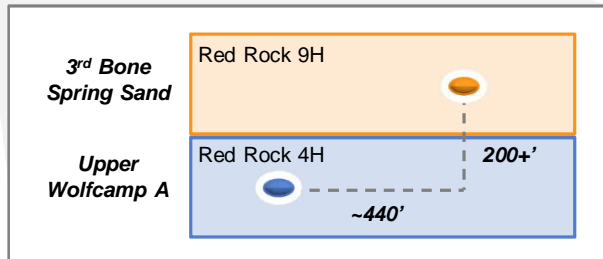 3rd Bone
Spring Sand
Red Rock 9H
Upper
Wolfcamp A
Red Rock 4H
200+'
~440'